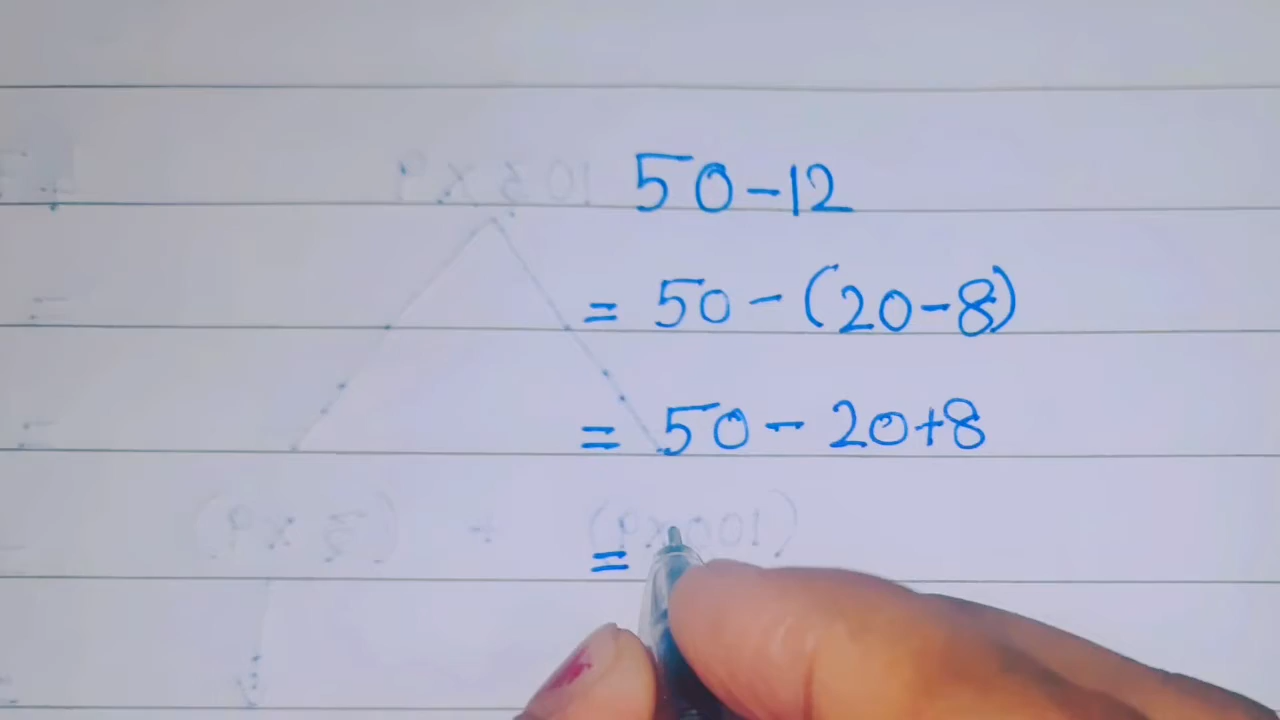 50-12
= 50-(20-8)
= 50-20+8
=